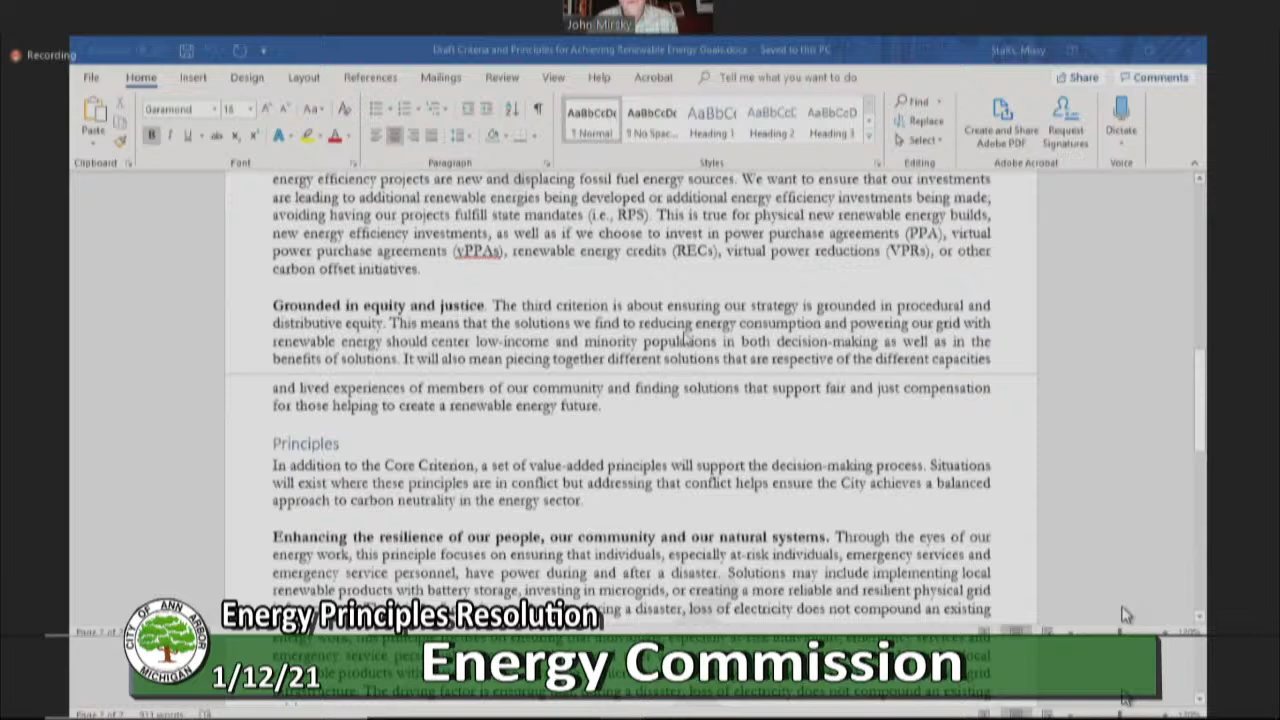 John Mirsky
Recording
Draft Criteria and Principles for Achieving Renewable Energy Goals.docx - Saved to this PC
Stults, Missy
File Home Insert Design Layout References Mailings Review View Help Acrobat Tell me what you want to do Share Comments
Garamond 16 Aa
AaBbCcDc AaBbCcDc AaBbC( AaBbCcC AaBbCcD
Find
Replace
Select
Paste
¶ Normal ¶ No Spac... Heading 1 Heading 2 Heading 3
Create and Share Adobe PDF
Request Signatures
Dictate
Clipboard Font Paragraph Styles Editing Adobe Acrobat Voice
energy efficiency projects are new and displacing fossil fuel energy sources. We want to ensure that our investments
are leading to additional renewable energies being developed or additional energy efficiency investments being made,
avoiding having our projects fulfill state mandates (i.e., RPS). This is true for physical new renewable energy builds,
new energy efficiency investments, as well as if we choose to invest in power purchase agreements (PPA), virtual
power purchase agreements (vPPAs), renewable energy credits (RECs), virtual power reductions (VPRs), or other
carbon offset initiatives.
Grounded in equity and justice. The third criterion is about ensuring our strategy is grounded in procedural and
distributive equity. This means that the solutions we find to reducing energy consumption and powering our grid with
renewable energy should center low-income and minority populations in both decision-making as well as in the
benefits of solutions. It will also mean piecing together different solutions that are respective of the different capacities
and lived experiences of members of our community and finding solutions that support fair and just compensation
for those helping to create a renewable energy future.
Principles
In addition to the Core Criterion, a set of value-added principles will support the decision-making process. Situations
will exist where these principles are in conflict but addressing that conflict helps ensure the City achieves a balanced
approach to carbon neutrality in the energy sector.
Enhancing the resilience of our people, our community and our natural systems. Through the eyes of our
energy work, this principle focuses on ensuring that individuals, especially at-risk individuals, emergency services and
emergency service personnel, have power during and after a disaster. Solutions may include implementing local
renewable products with battery storage, investing in microgrids, or creating a more reliable and resilient physical grid
ing a disaster, loss of electricity does not compound an existing
Energy Principles Resolution
CITY OF ANN ARBOR
MICHIGAN
1/12/21
Energy Commission